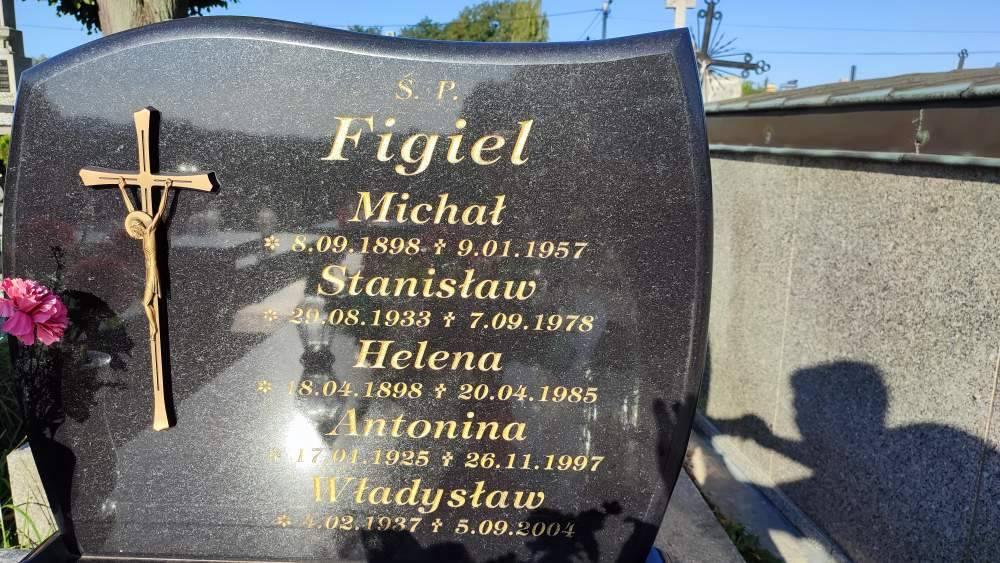 Ś. P.
Figiel
Michał
* 8.09.1898 ✝ 9.01.1957
Stanisław
* 29.08.1933 ✝ 7.09.1978
Helena
* 18.04.1898 ✝ 20.04.1985
Antonina
* 17.01.1925 ✝ 26.11.1997
Władysław
* 4.02.1937 ✝ 5.09.2004